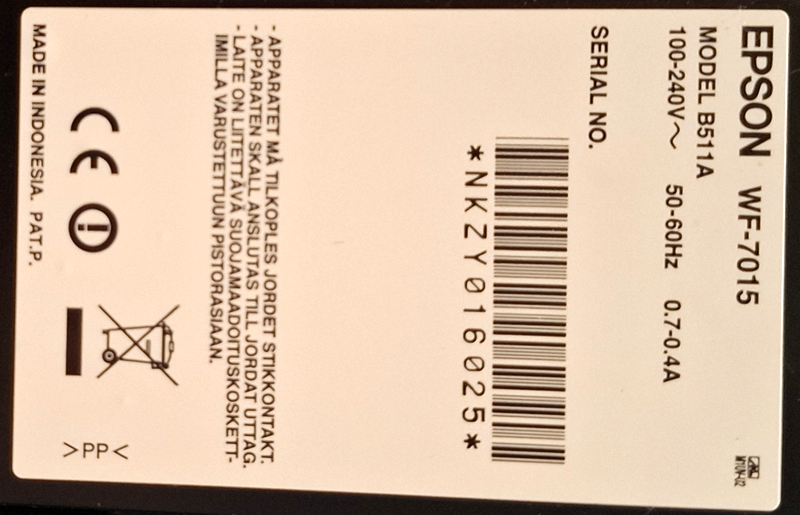 EPSON WF-7015
MODEL B511A
100-240V~ 50-60Hz 0.7-0.4A
SERIAL NO.
*NKZY016025*
- APPARATET MÅ TILKOPLES JORDET STIKKONTAKT.
- APPARATEN SKALL ANSLUTAS TILL JORDAT UTTAG.
- LAITE ON LIITETTÄVÄ SUOJAMAADOITUSKOSKETT-
IMILLA VARUSTETTUUN PISTORASIAAN.
CE
>PP<
MADE IN INDONESIA. PAT.P.